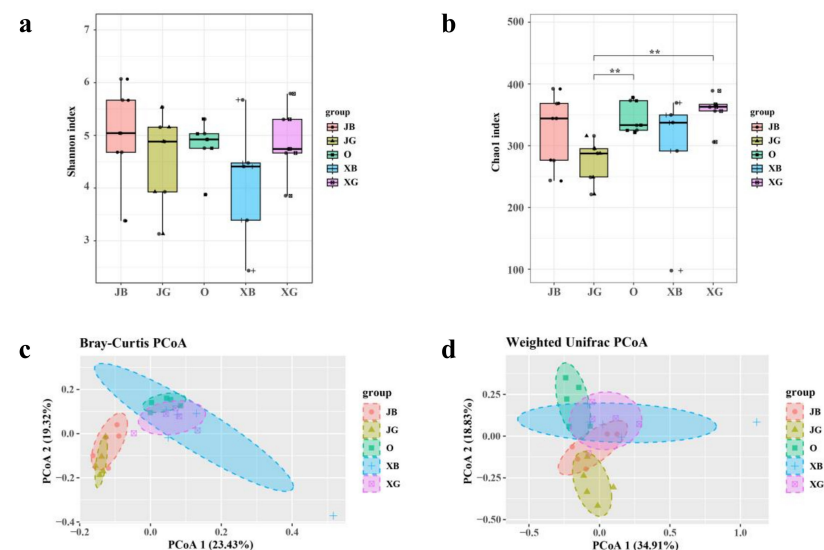 a
7
6
5
4
3
Shannon index
JB
JG
O
XB
XG
group
JB
JG
O
XB
XG
b
500
400
300
200
100
Chao1 index
**
**
JB
JG
O
XB
XG
group
JB
JG
O
XB
XG
c
Bray-Curtis PCoA
0.2
0.0
−0.2
−0.4
PCoA 2 (19.32%)
−0.2
0.0
0.2
0.4
PCoA 1 (23.43%)
group
JB
JG
O
XB
XG
d
Weighted Unifrac PCoA
0.25
0.00
−0.25
−0.50
PCoA 2 (18.83%)
−0.5
0.0
0.5
1.0
PCoA 1 (34.91%)
group
JB
JG
O
XB
XG